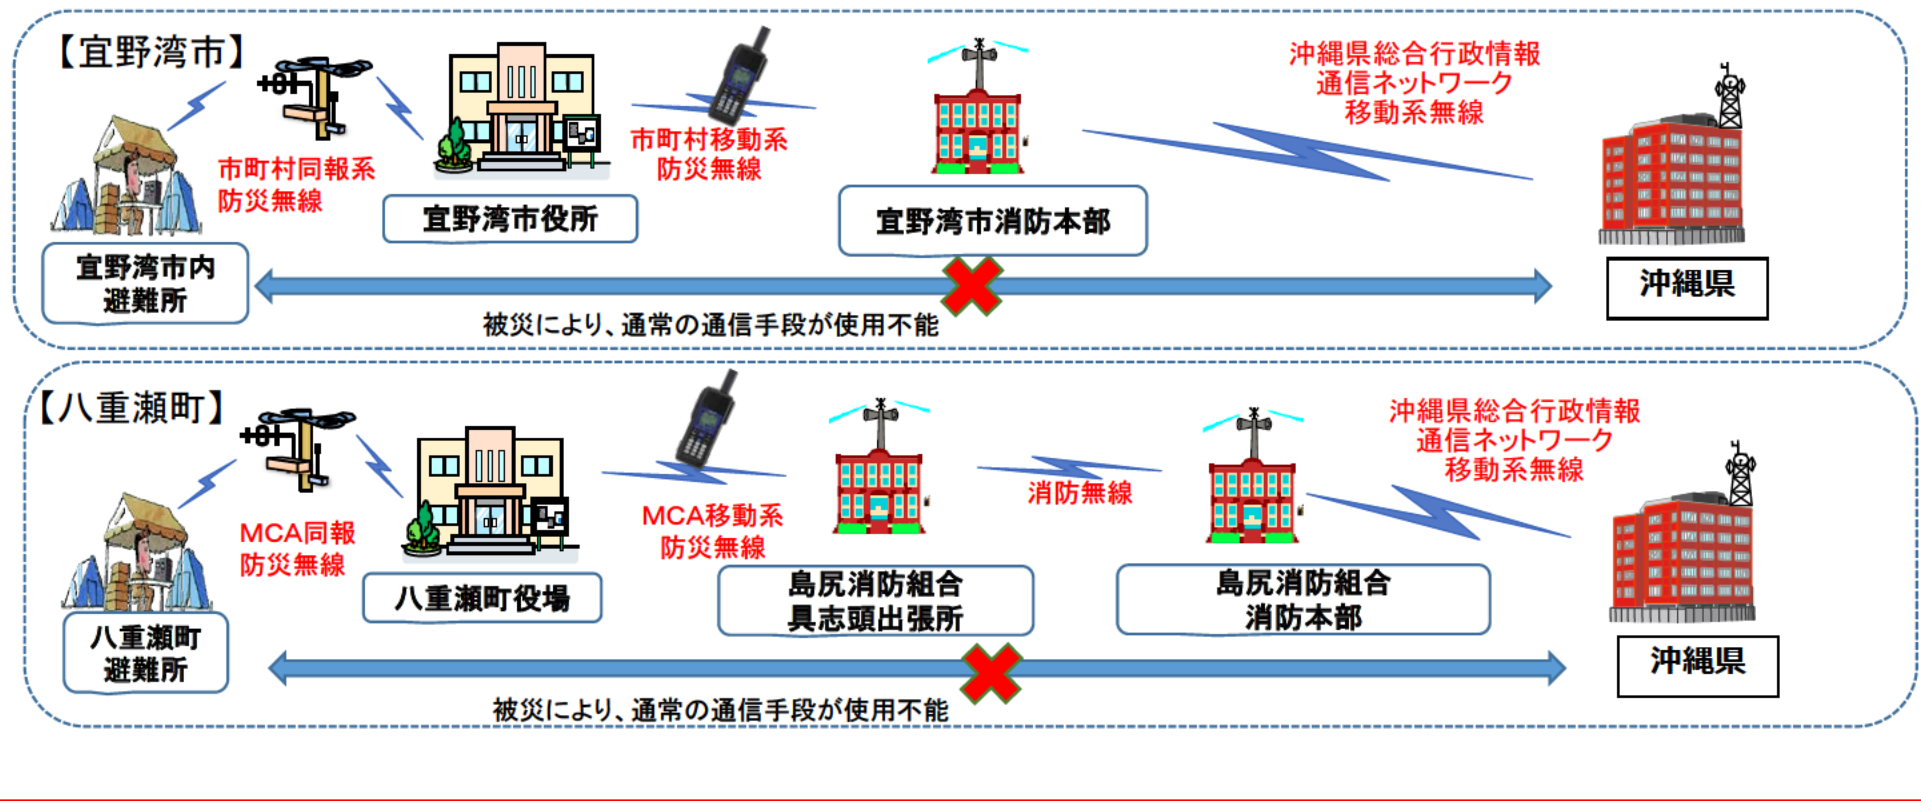 【宜野湾市】
市町村同報系
防災無線
宜野湾市役所
市町村移動系
防災無線
宜野湾市消防本部
沖縄県総合行政情報
通信ネットワーク
移動系無線
宜野湾市内
避難所
沖縄県
被災により、通常の通信手段が使用不能
【八重瀬町】
MCA同報
防災無線
八重瀬町役場
MCA移動系
防災無線
島尻消防組合
具志頭出張所
消防無線
島尻消防組合
消防本部
沖縄県総合行政情報
通信ネットワーク
移動系無線
八重瀬町
避難所
沖縄県
被災により、通常の通信手段が使用不能